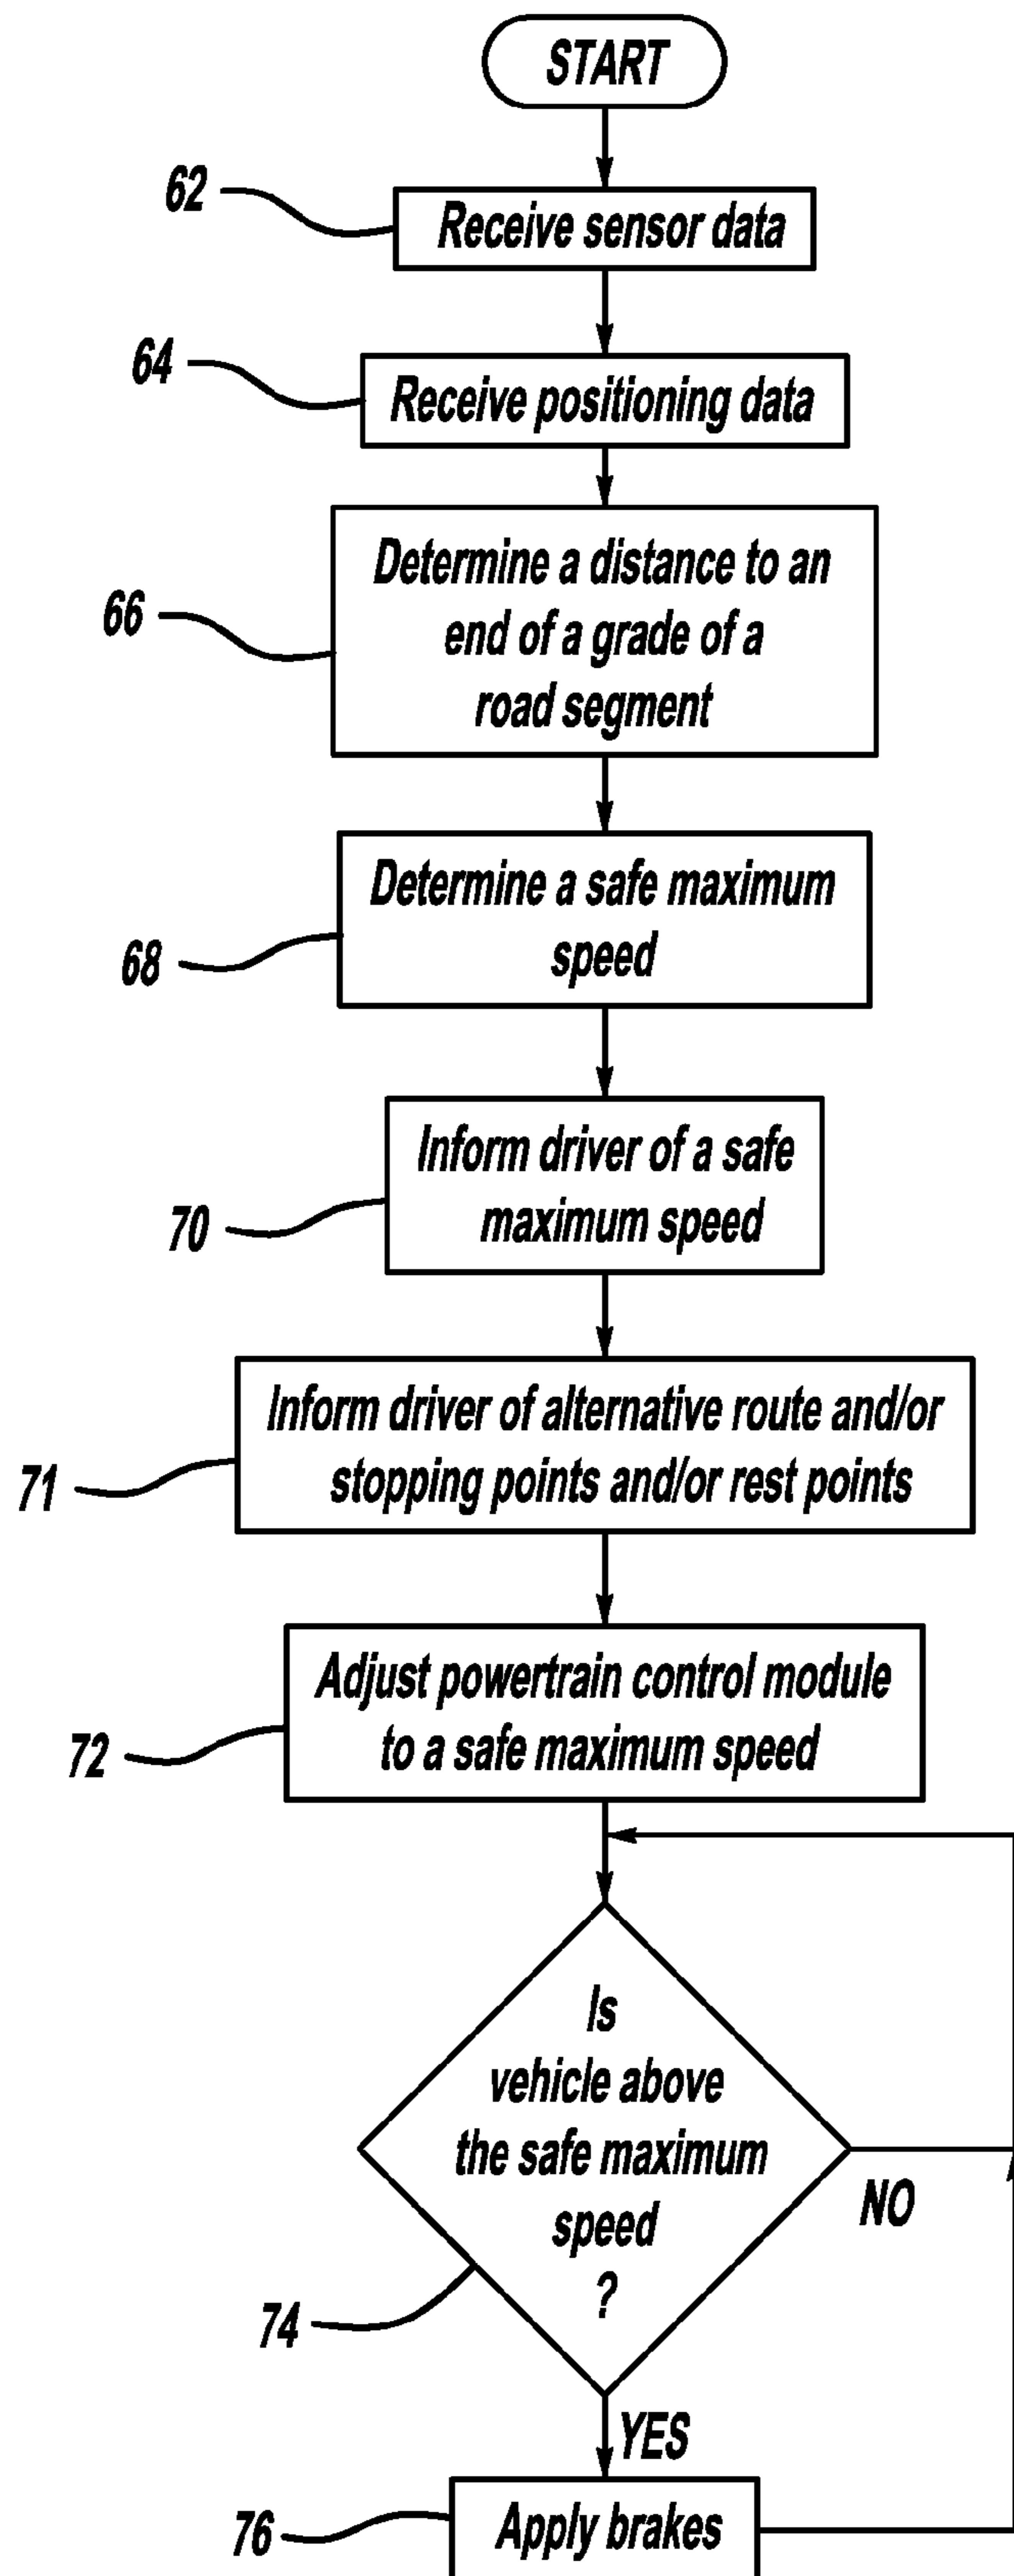 START
62
Receive sensor data
64
Receive positioning data
66
Determine a distance to an
end of a grade of a
road segment
68
Determine a safe maximum
speed
70
Inform driver of a safe
maximum speed
71
Inform driver of alternative route and/or
stopping points and/or rest points
72
Adjust powertrain control module
to a safe maximum speed
74
Is
vehicle above
the safe maximum
speed
?
NO
YES
76
Apply brakes